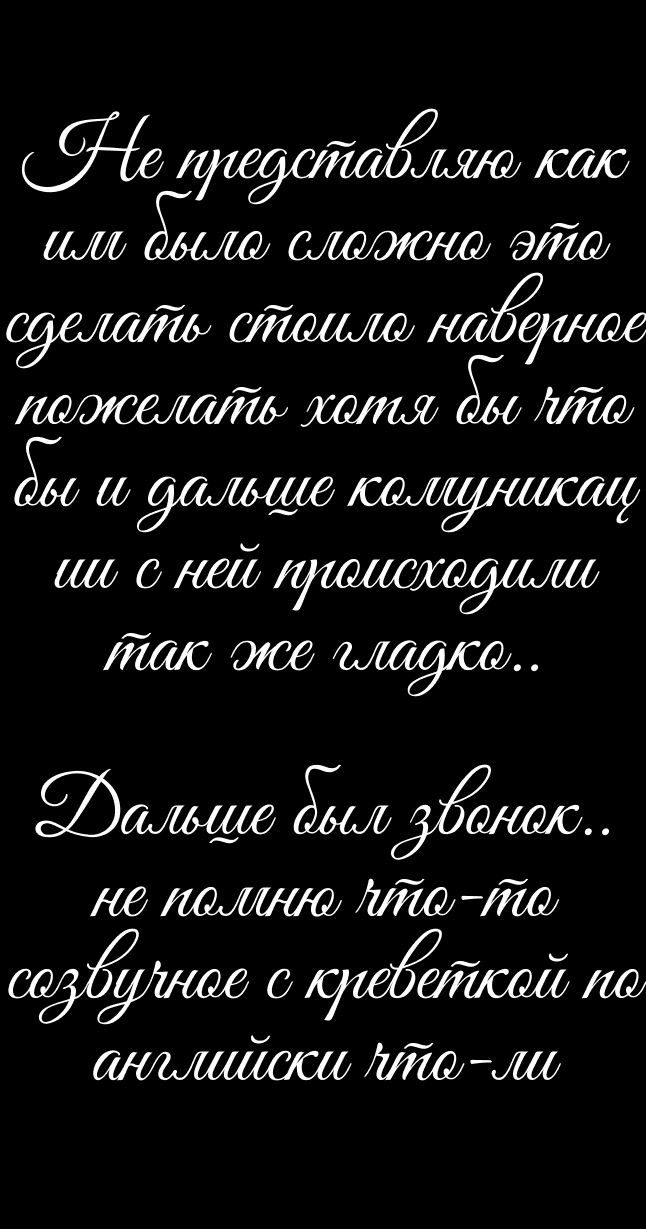 Не представляю как
им было сложно это
сделать стоило наверное
пожелать хотя бы что
бы и дальше комуникац
ии с ней происходили
так же гладко..
Дальше был звонок..
не помню что-то
созвучное с креветкой по
английски что-ли